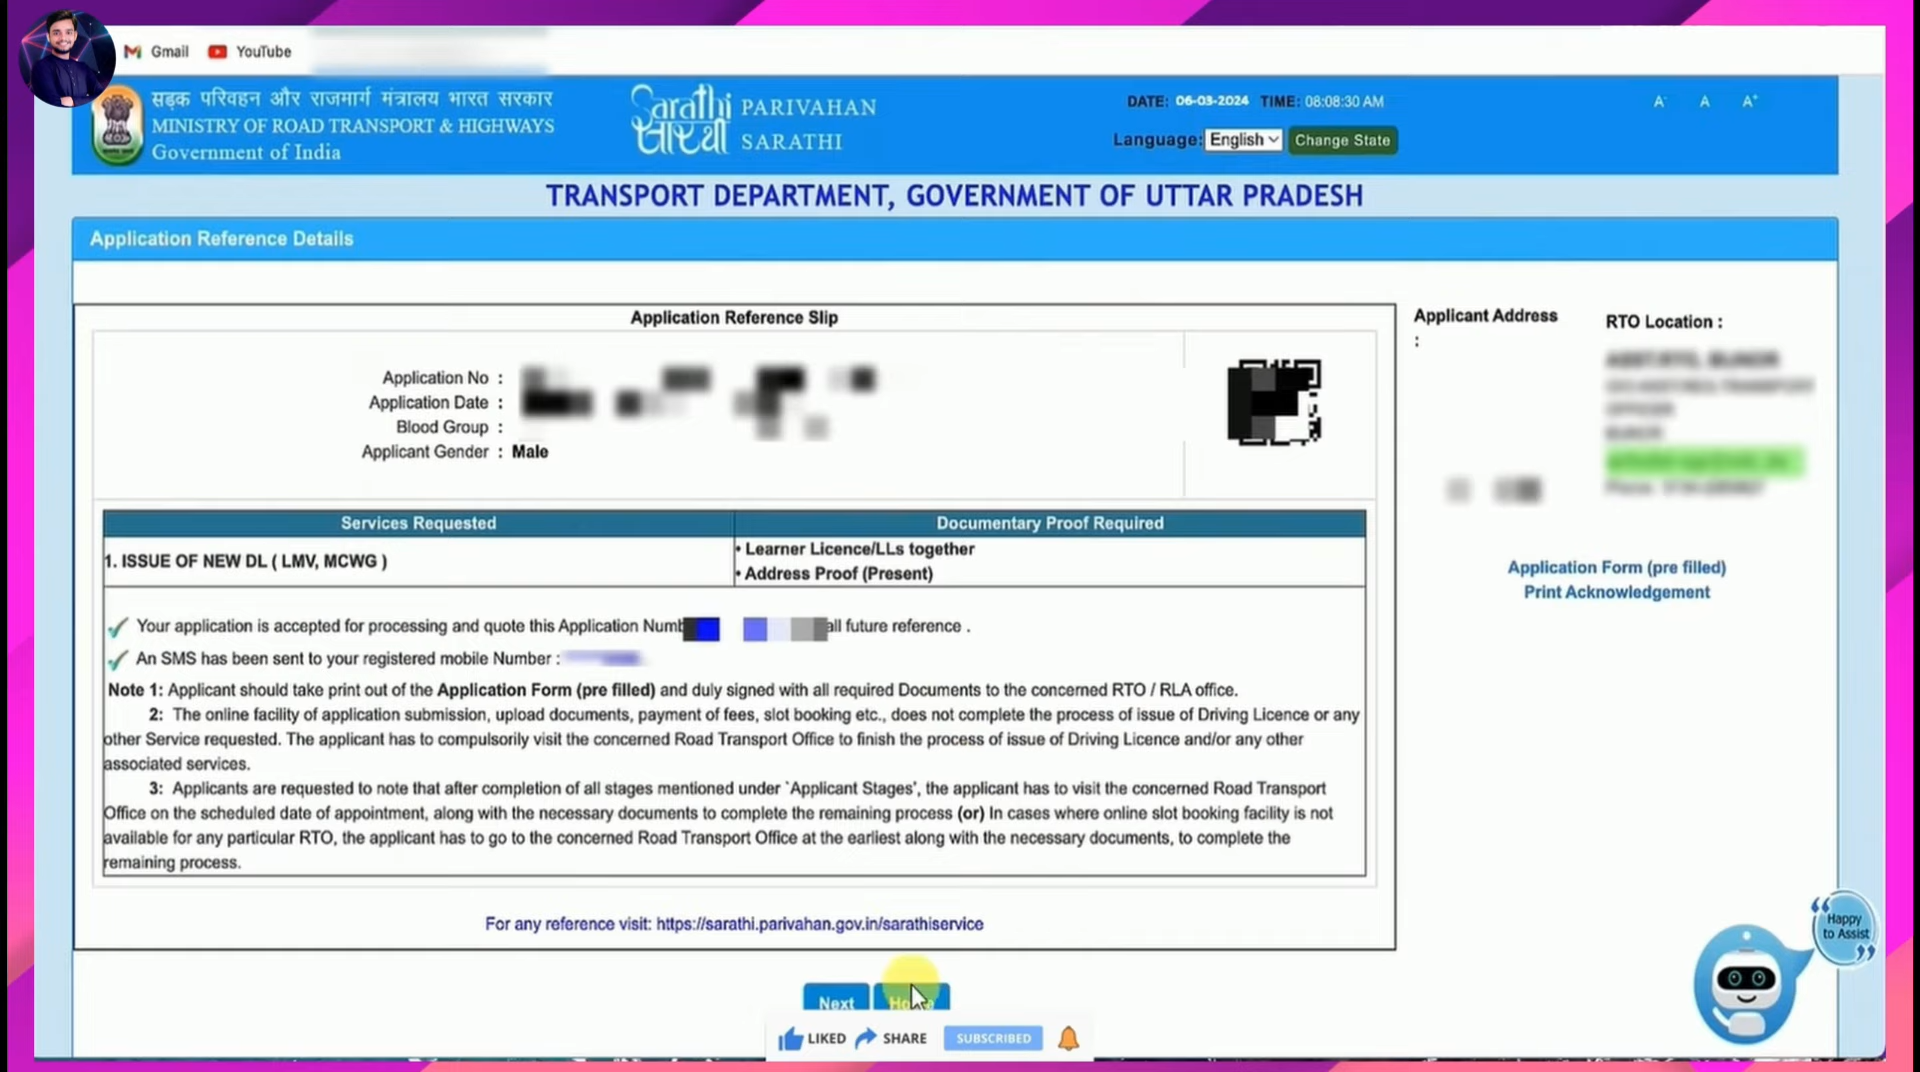 Gmail YouTube
सड़क परिवहन और राजमार्ग मंत्रालय भारत सरकार
MINISTRY OF ROAD TRANSPORT & HIGHWAYS
Government of India
Sarathi
सारथी
PARIVAHAN
SARATHI
DATE: 06-03-2024 TIME: 08:08:30 AM
Language: English Change State
A- A A+
TRANSPORT DEPARTMENT, GOVERNMENT OF UTTAR PRADESH
Application Reference Details
Application Reference Slip
Application No :
Application Date :
Blood Group :
Applicant Gender : Male
Applicant Address
:
RTO Location :
Services Requested Documentary Proof Required
1. ISSUE OF NEW DL ( LMV, MCWG )
• Learner Licence/LLs together
• Address Proof (Present)
Application Form (pre filled)
Print Acknowledgement
Your application is accepted for processing and quote this Application Numb all future reference .
An SMS has been sent to your registered mobile Number :
Note 1: Applicant should take print out of the Application Form (pre filled) and duly signed with all required Documents to the concerned RTO / RLA office.
2: The online facility of application submission, upload documents, payment of fees, slot booking etc., does not complete the process of issue of Driving Licence or any
other Service requested. The applicant has to compulsorily visit the concerned Road Transport Office to finish the process of issue of Driving Licence and/or any other
associated services.
3: Applicants are requested to note that after completion of all stages mentioned under `Applicant Stages', the applicant has to visit the concerned Road Transport
Office on the scheduled date of appointment, along with the necessary documents to complete the remaining process (or) In cases where online slot booking facility is not
available for any particular RTO, the applicant has to go to the concerned Road Transport Office at the earliest along with the necessary documents, to complete the
remaining process.
For any reference visit: https://sarathi.parivahan.gov.in/sarathiservice
Happy
to Assist
Next Home
LIKED SHARE SUBSCRIBED